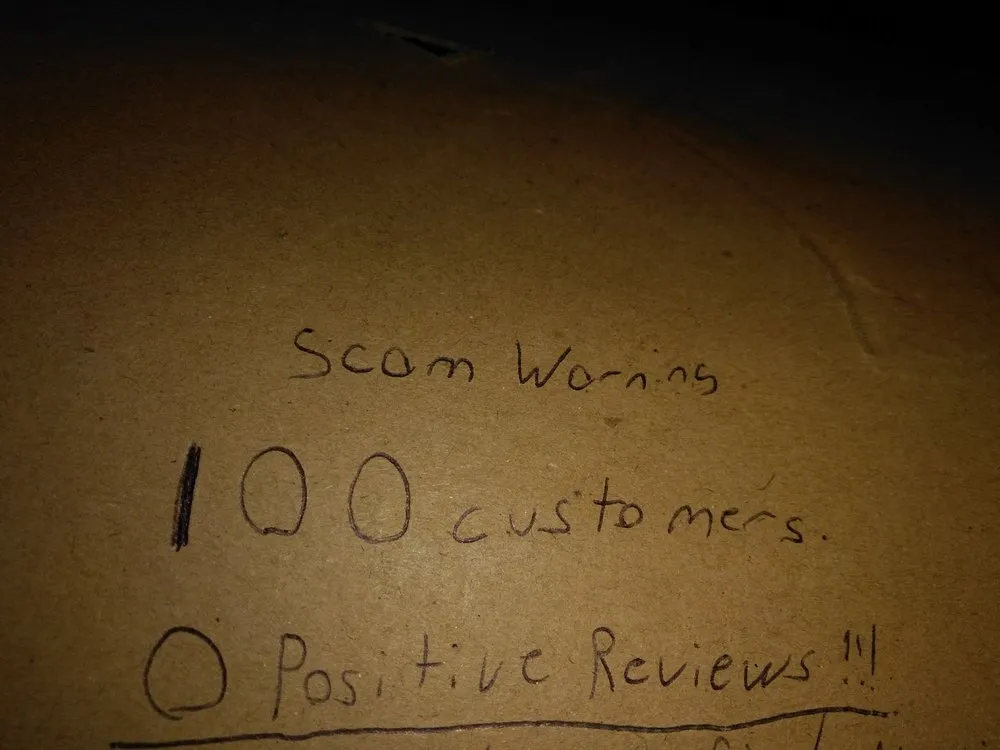 Scam Warning
100 customers.
0 Positive Reviews!!!